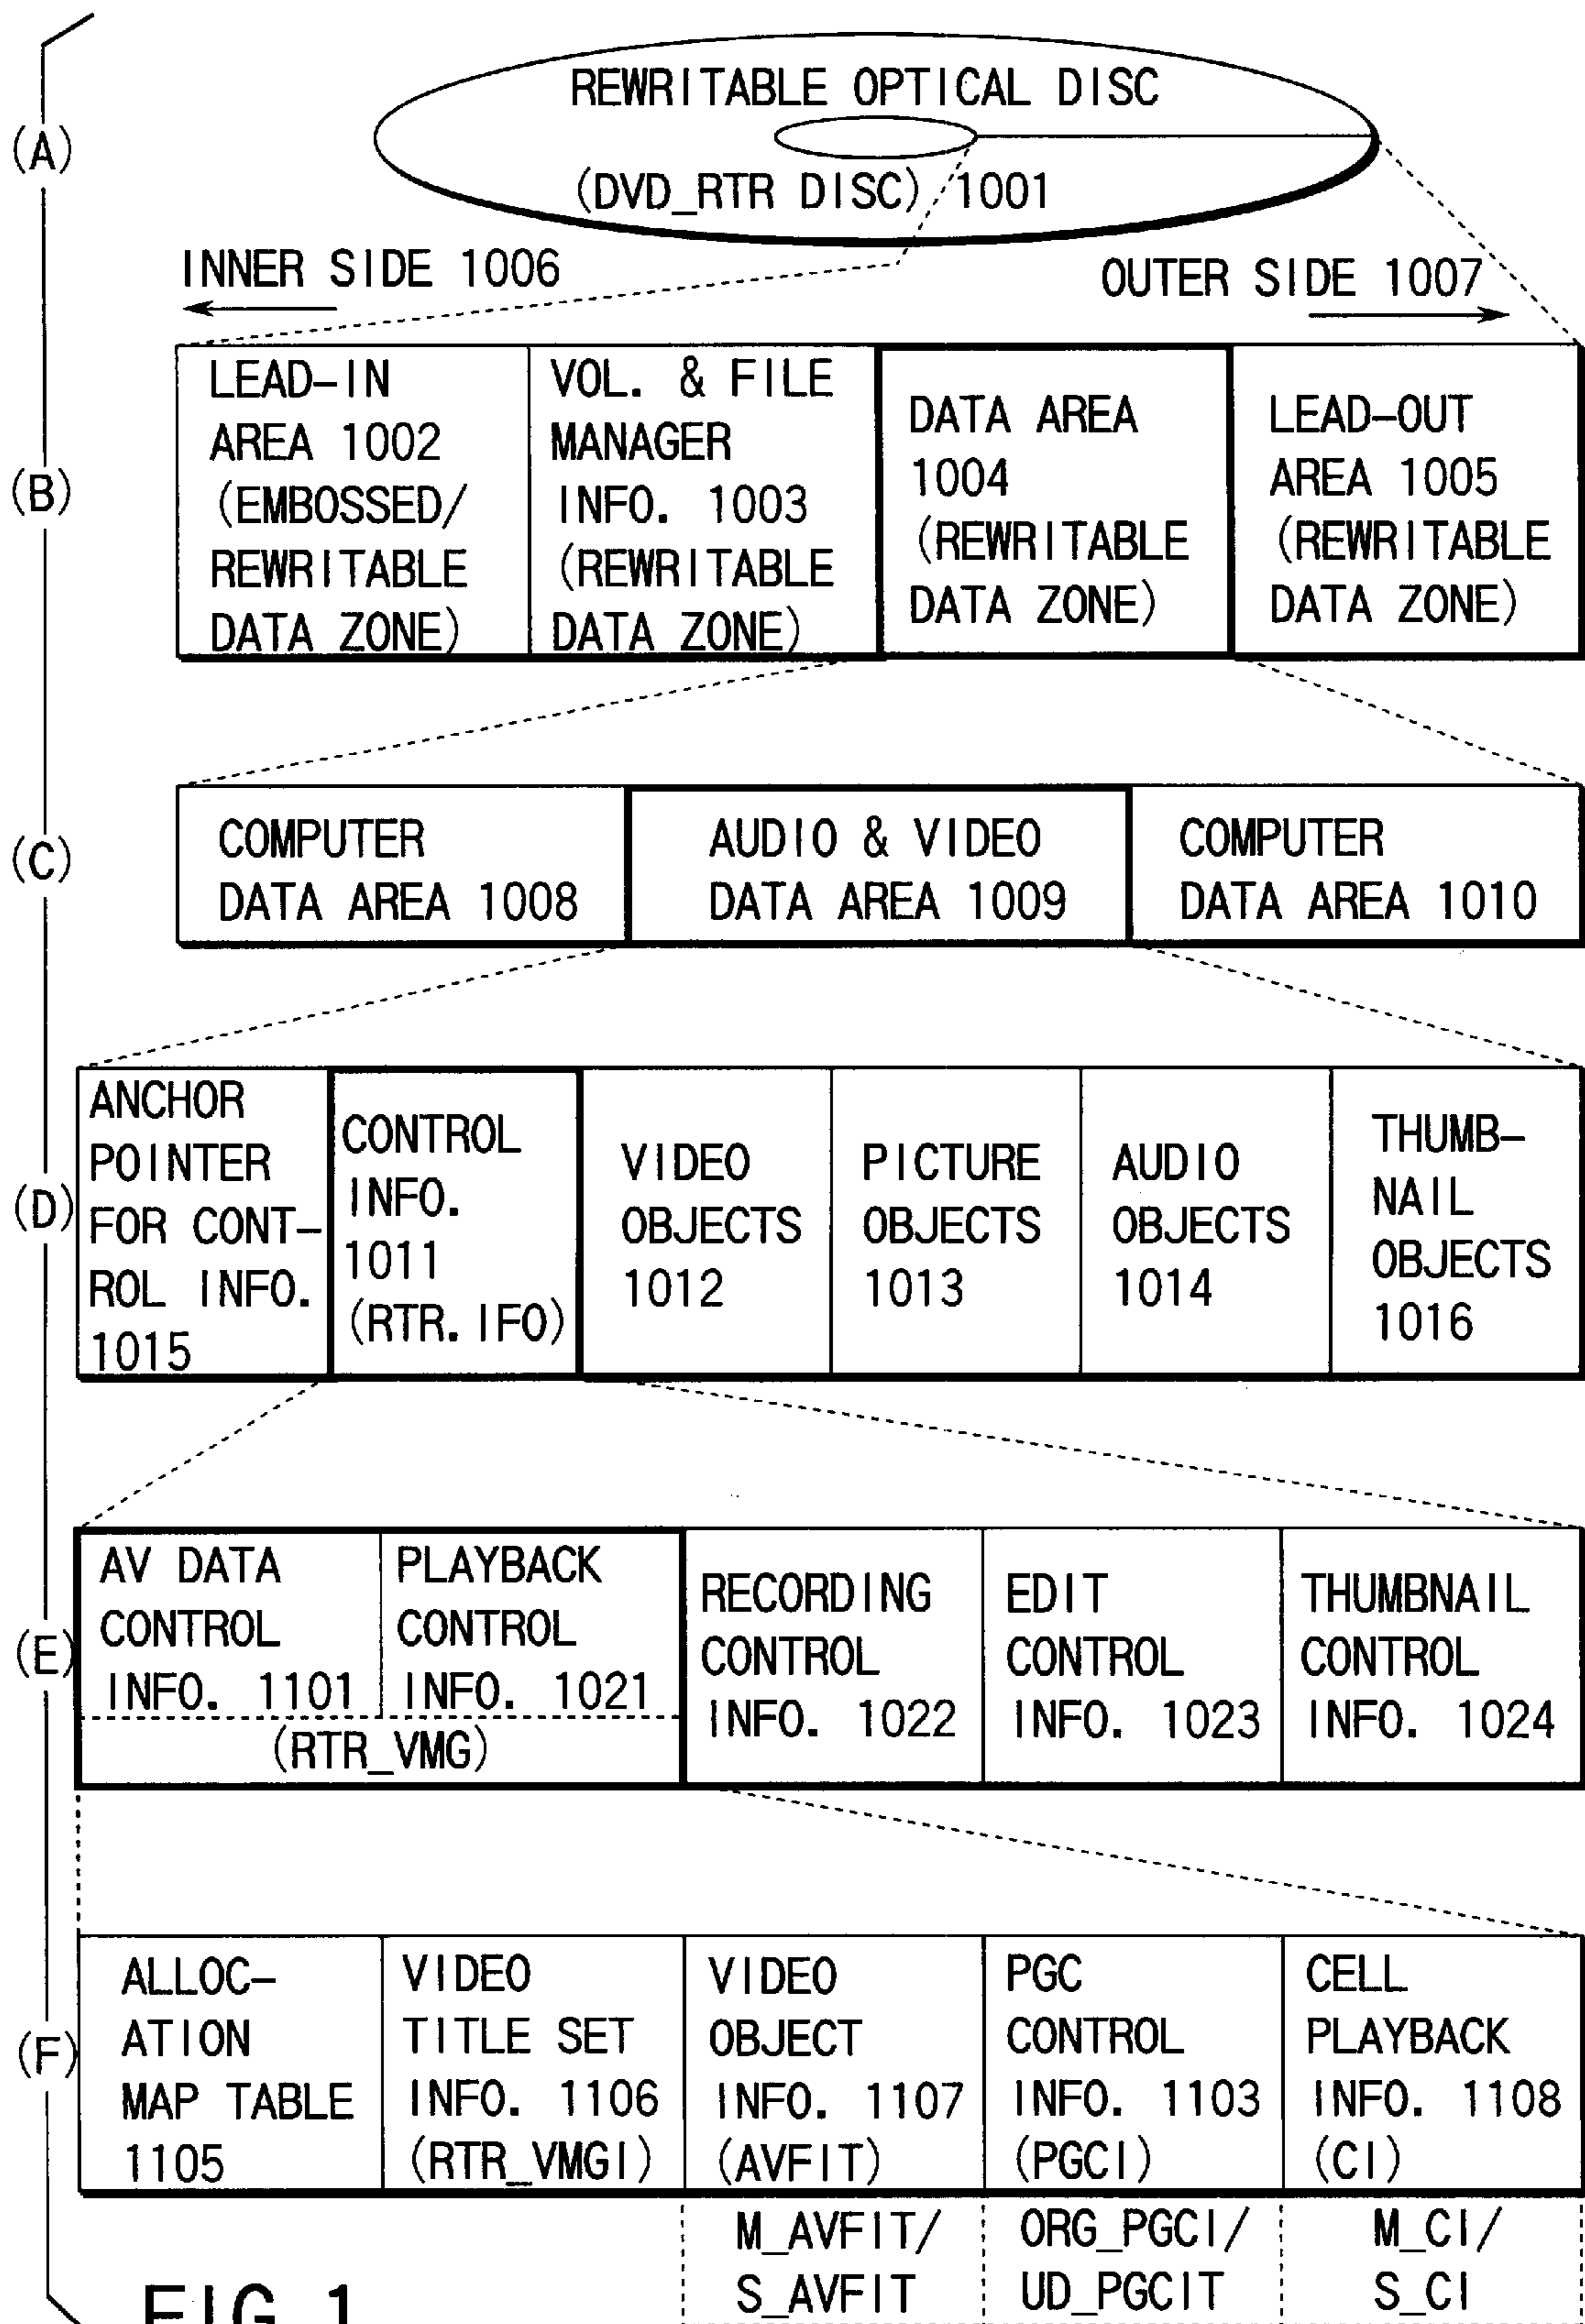 (A)
REWRITABLE OPTICAL DISC
(DVD_RTR DISC) 1001
INNER SIDE 1006
OUTER SIDE 1007
(B)
LEAD-IN
AREA 1002
(EMBOSSED/
REWRITABLE
DATA ZONE)
VOL. & FILE
MANAGER
INFO. 1003
(REWRITABLE
DATA ZONE)
DATA AREA
1004
(REWRITABLE
DATA ZONE)
LEAD-OUT
AREA 1005
(REWRITABLE
DATA ZONE)
(C)
COMPUTER
DATA AREA 1008
AUDIO & VIDEO
DATA AREA 1009
COMPUTER
DATA AREA 1010
(D)
ANCHOR
POINTER
FOR CONT-
ROL INFO.
1015
CONTROL
INFO.
1011
(RTR.IFO)
VIDEO
OBJECTS
1012
PICTURE
OBJECTS
1013
AUDIO
OBJECTS
1014
THUMB-
NAIL
OBJECTS
1016
(E)
AV DATA
CONTROL
INFO. 1101
PLAYBACK
CONTROL
INFO. 1021
(RTR_VMG)
RECORDING
CONTROL
INFO. 1022
EDIT
CONTROL
INFO. 1023
THUMBNAIL
CONTROL
INFO. 1024
(F)
ALLOC-
ATION
MAP TABLE
1105
VIDEO
TITLE SET
INFO. 1106
(RTR_VMGI)
VIDEO
OBJECT
INFO. 1107
(AVFIT)
PGC
CONTROL
INFO. 1103
(PGCI)
CELL
PLAYBACK
INFO. 1108
(CI)
M_AVFIT/
S_AVFIT
ORG_PGCI/
UD_PGCIT
M_CI/
S_CI
FIG. 1